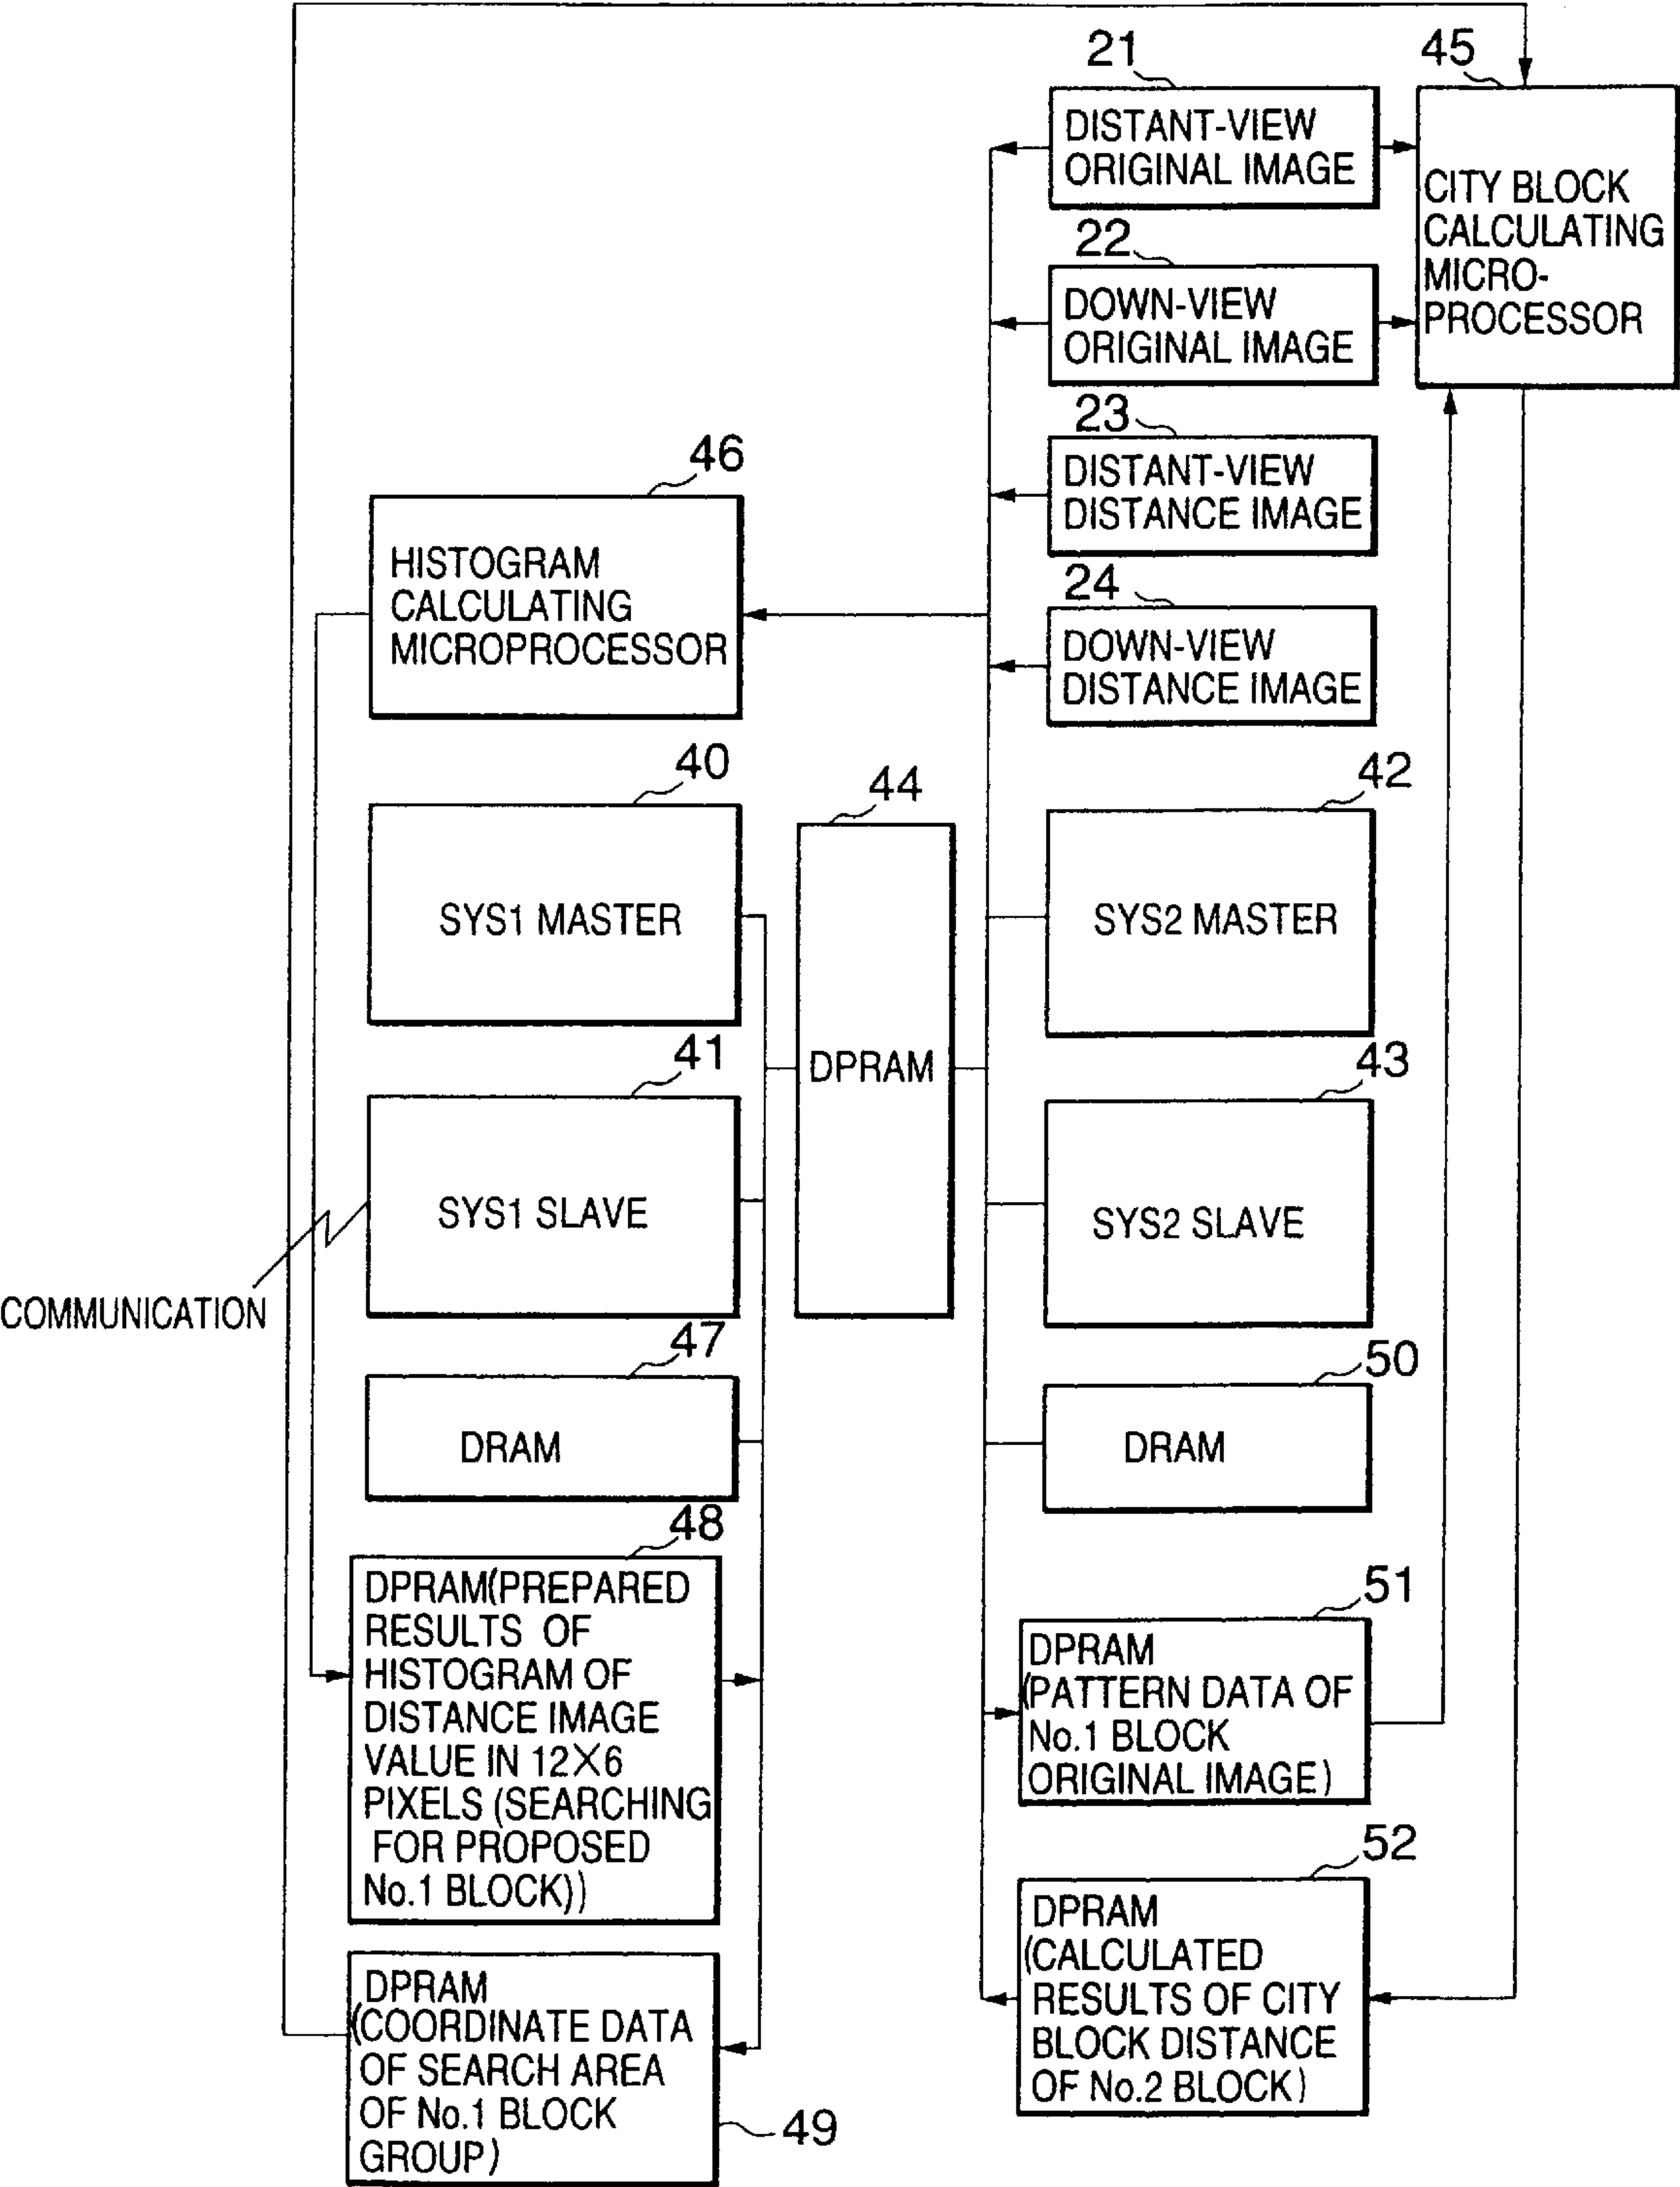 21
DISTANT-VIEW
ORIGINAL IMAGE
45
CITY BLOCK
CALCULATING
MICRO-
PROCESSOR
22
DOWN-VIEW
ORIGINAL IMAGE
23
DISTANT-VIEW
DISTANCE IMAGE
24
DOWN-VIEW
DISTANCE IMAGE
46
HISTOGRAM
CALCULATING
MICROPROCESSOR
40
SYS1 MASTER
44
DPRAM
42
SYS2 MASTER
41
SYS1 SLAVE
COMMUNICATION
43
SYS2 SLAVE
47
DRAM
50
DRAM
48
DPRAM(PREPARED
RESULTS OF
HISTOGRAM OF
DISTANCE IMAGE
VALUE IN 12X6
PIXELS (SEARCHING
FOR PROPOSED
No.1 BLOCK))
51
DPRAM
(PATTERN DATA OF
No.1 BLOCK
ORIGINAL IMAGE)
DPRAM
(COORDINATE DATA
OF SEARCH AREA
OF No.1 BLOCK
GROUP)
49
52
DPRAM
(CALCULATED
RESULTS OF CITY
BLOCK DISTANCE
OF No.2 BLOCK)